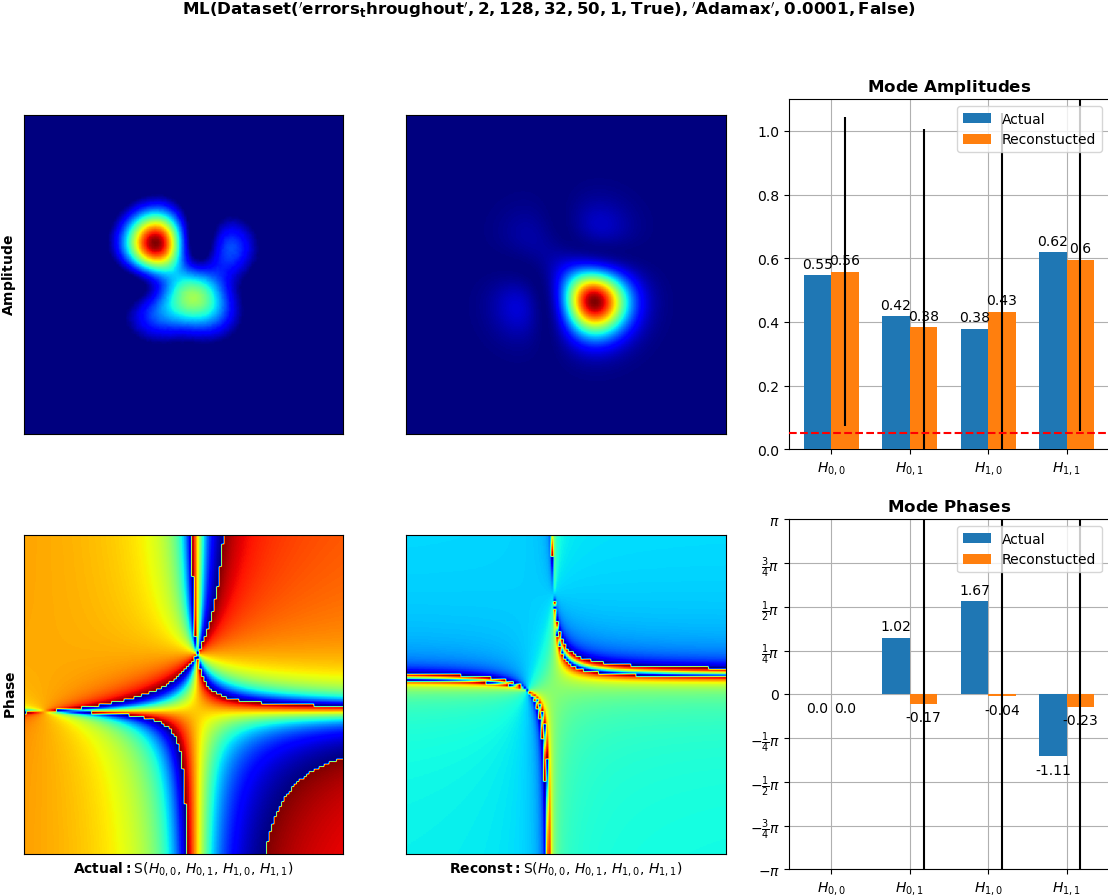 ML(Dataset('errors_throughout', 2, 128, 32, 50, 1, True), 'Adamax', 0.0001, False)
Amplitude
Mode Amplitudes
Actual
Reconstucted
1.0
0.8
0.6
0.4
0.2
0.0
0.55
0.56
0.42
0.38
0.38
0.43
0.62
0.6
H0,0
H0,1
H1,0
H1,1
Phase
Actual: S(H0,0, H0,1, H1,0, H1,1)
Reconst: S(H0,0, H0,1, H1,0, H1,1)
Mode Phases
Actual
Reconstucted
π
3/4π
1/2π
1/4π
0
−1/4π
−1/2π
−3/4π
−π
0.0
0.0
1.02
-0.17
1.67
-0.04
-1.11
-0.23
H0,0
H0,1
H1,0
H1,1